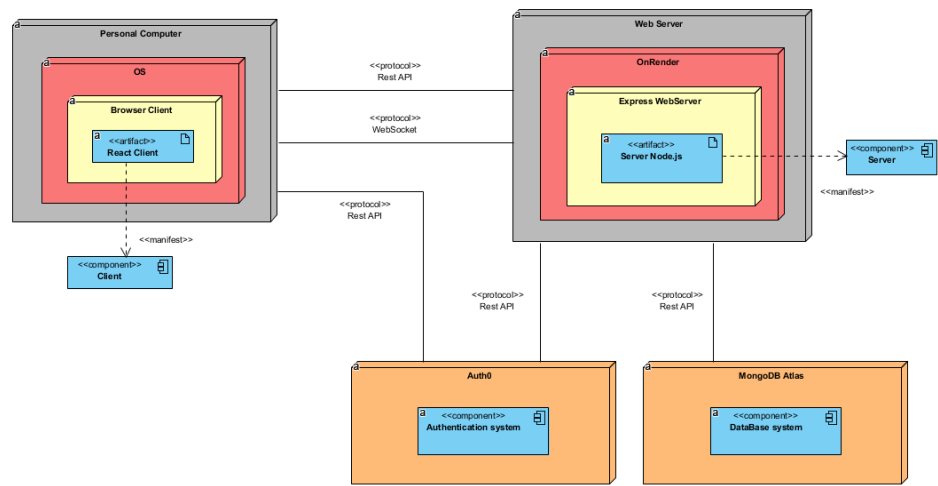 a
Personal Computer
a
OS
a
Browser Client
a
<<artifact>>
React Client
<<manifest>>
<<component>>
Client
<<protocol>>
Rest API
<<protocol>>
WebSocket
<<protocol>>
Rest API
a
Web Server
a
OnRender
a
Express WebServer
a
<<artifact>>
Server Node.js
<<component>>
Server
<<manifest>>
<<protocol>>
Rest API
<<protocol>>
Rest API
a
Auth0
a
<<component>>
Authentication system
a
MongoDB Atlas
a
<<component>>
DataBase system